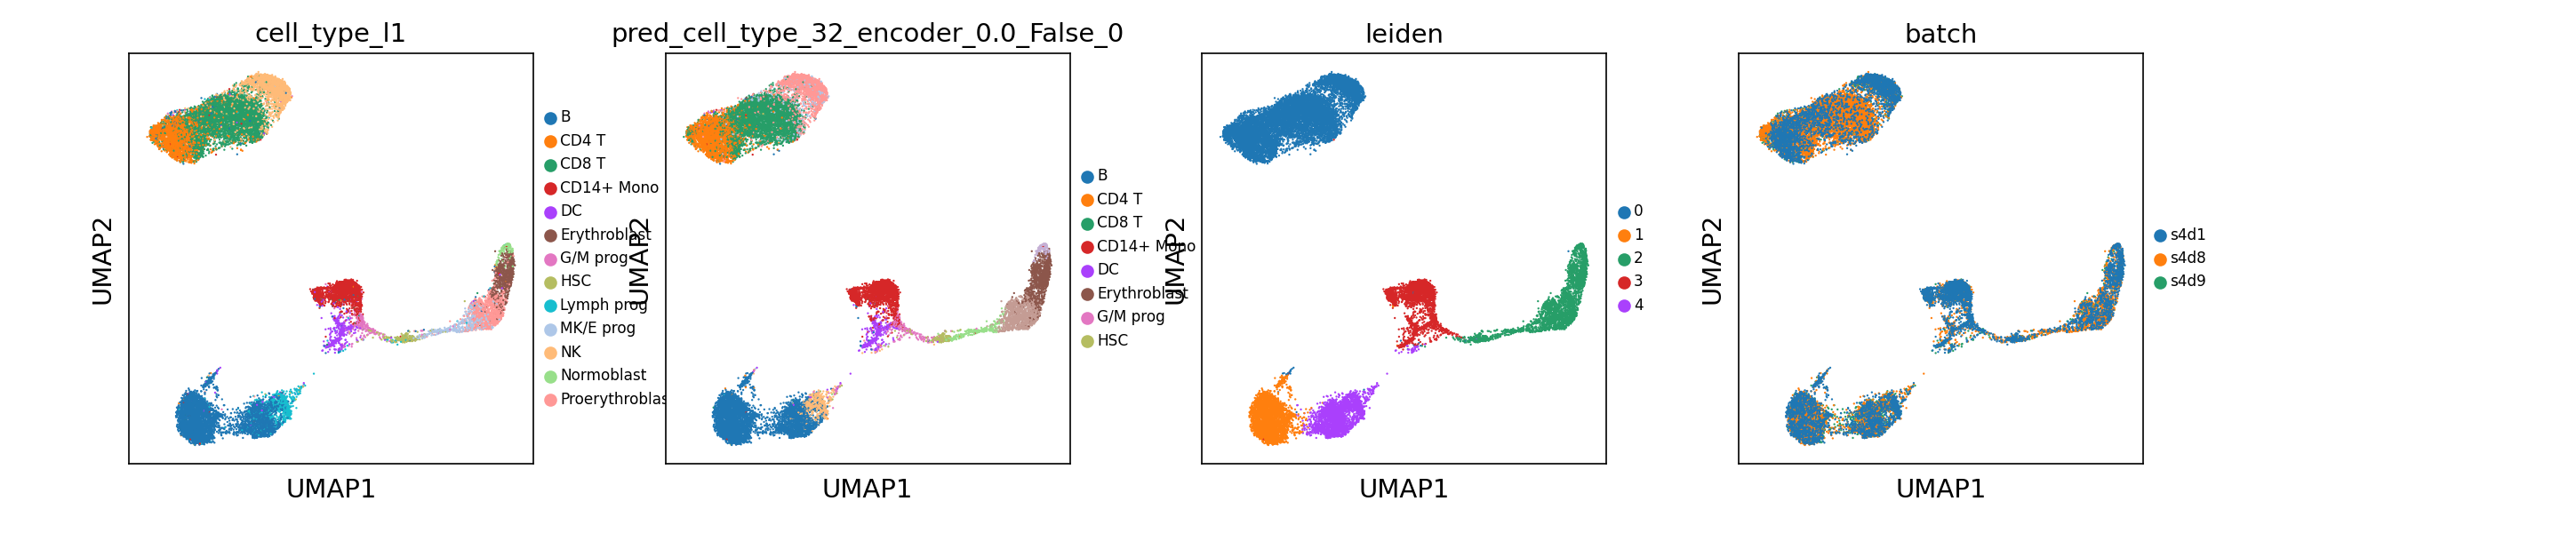 cell_type_l1
UMAP2
UMAP1
B
CD4 T
CD8 T
CD14+ Mono
DC
Erythroblast
G/M prog
HSC
Lymph prog
MK/E prog
NK
Normoblast
Proerythroblas
pred_cell_type_32_encoder_0.0_False_0
UMAP2
UMAP1
B
CD4 T
CD8 T
CD14+ Mono
DC
Erythroblast
G/M prog
HSC
leiden
UMAP2
UMAP1
0
1
2
3
4
batch
UMAP2
UMAP1
s4d1
s4d8
s4d9